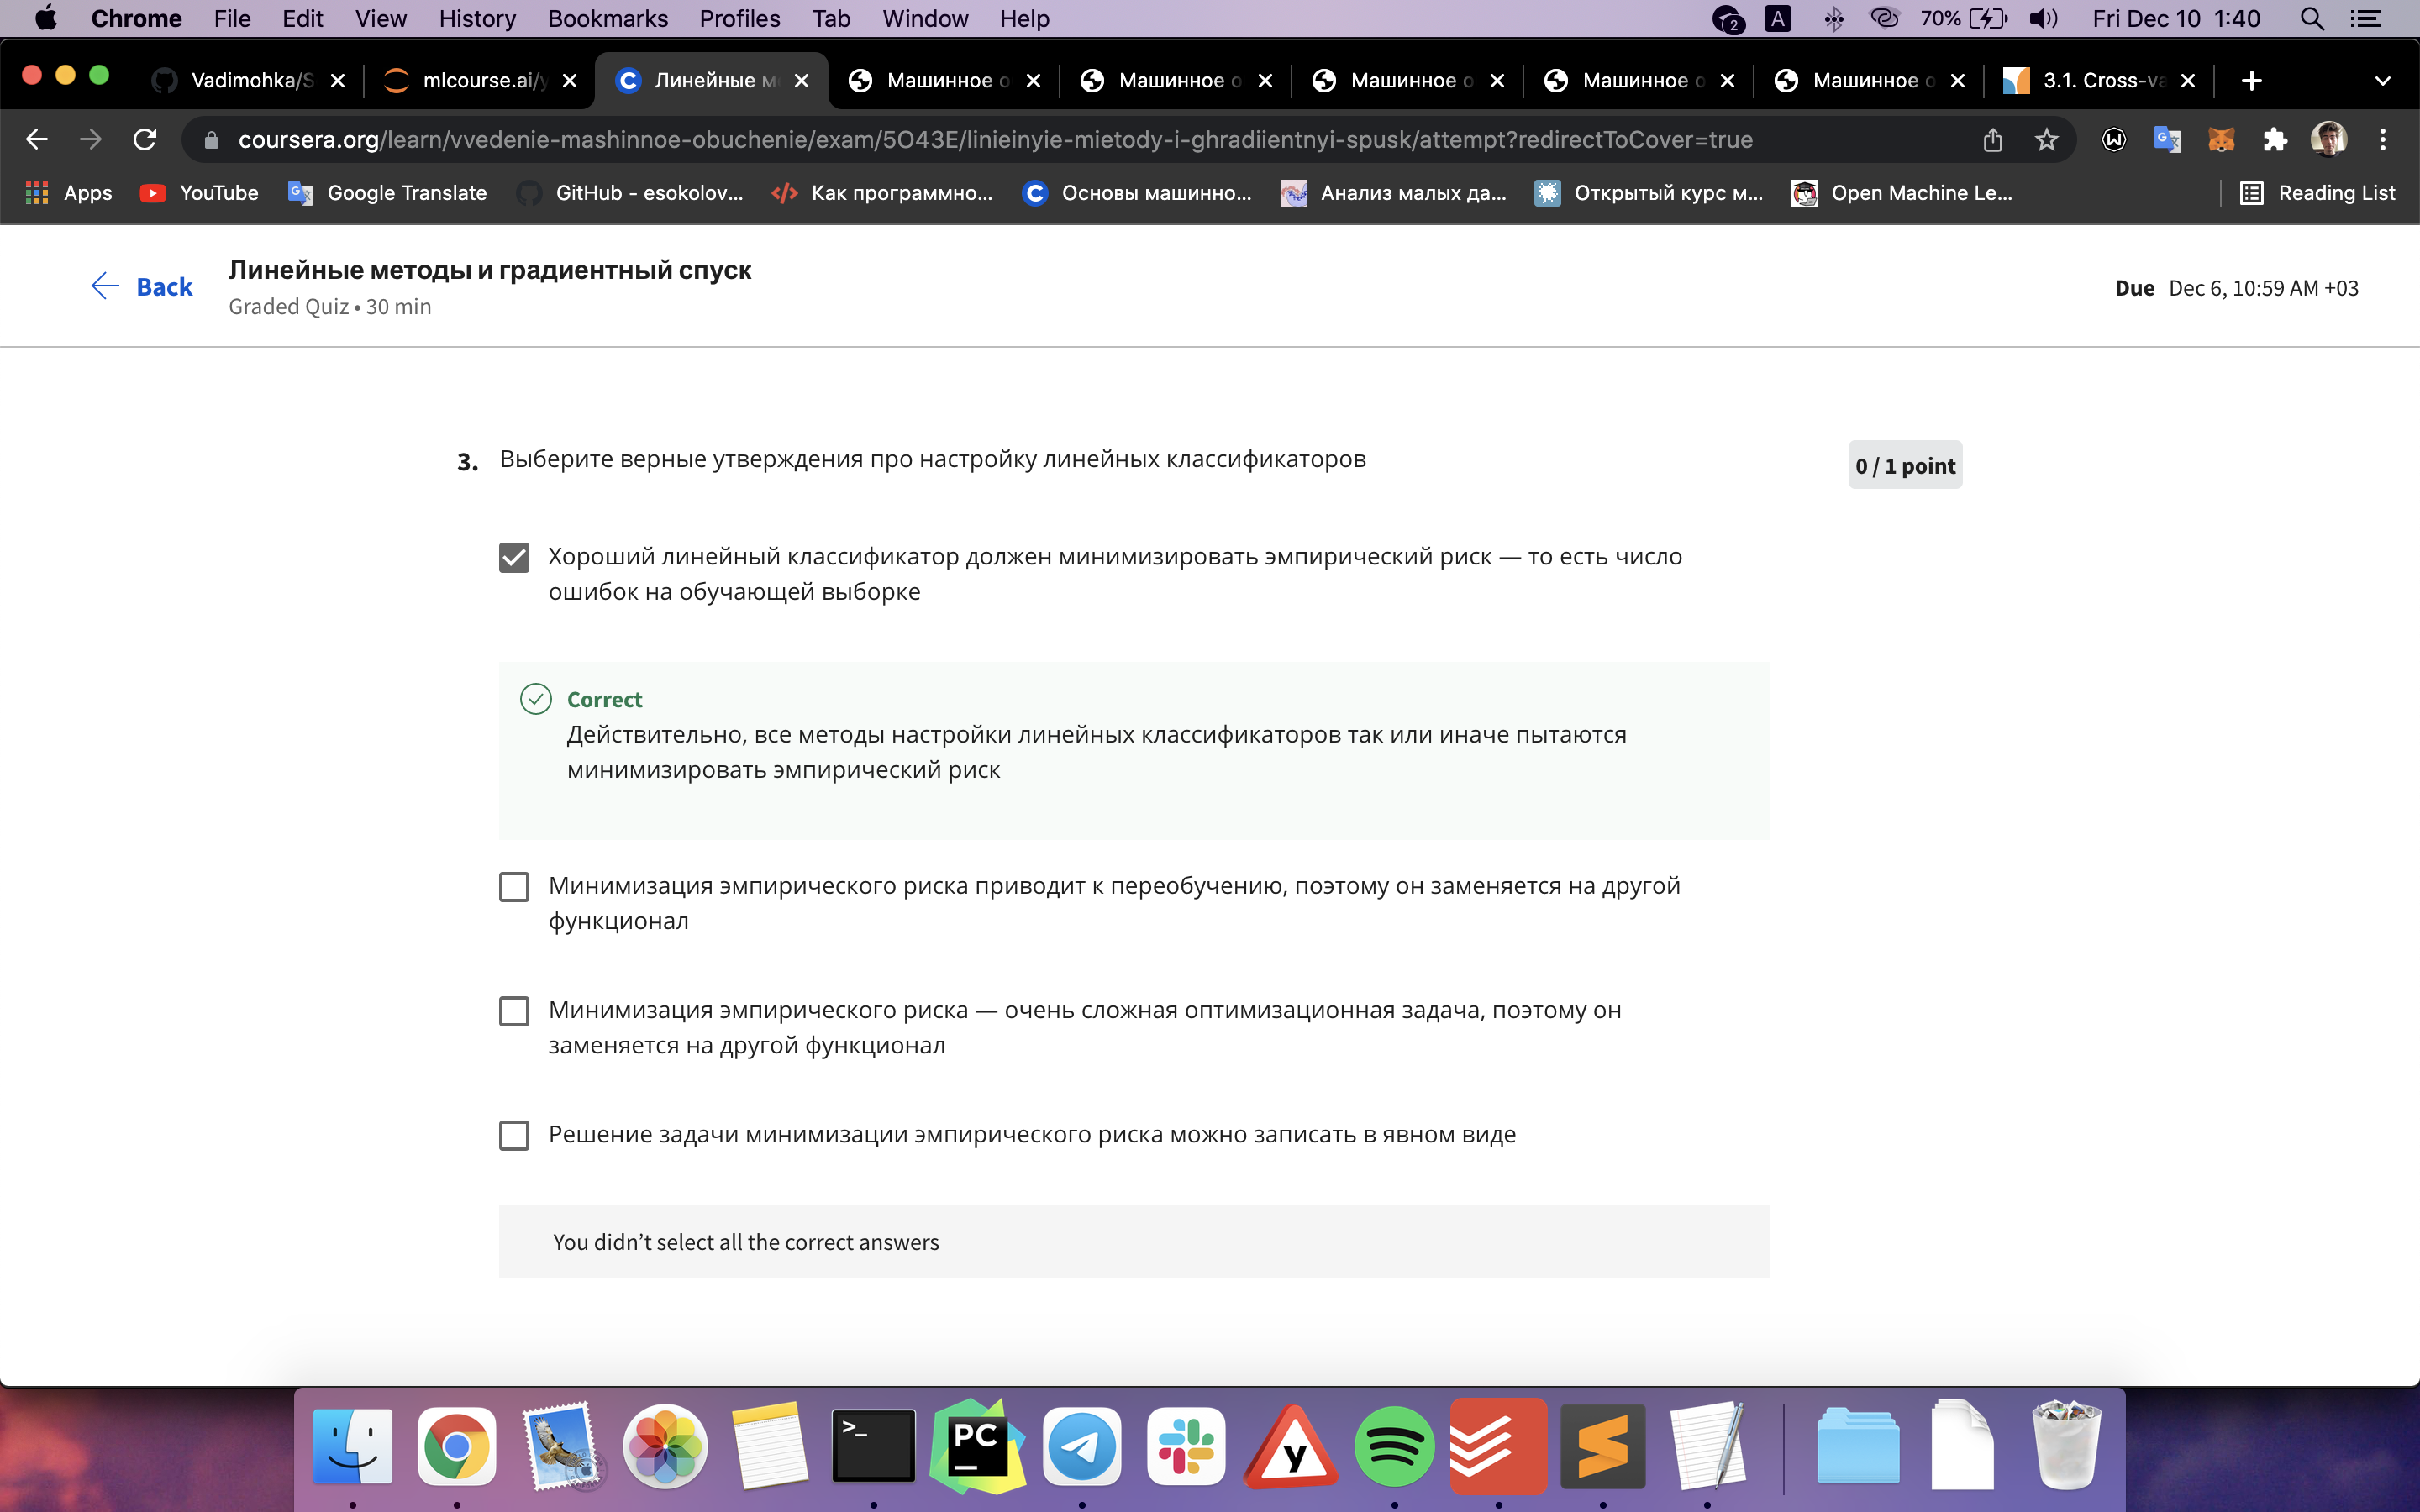 Chrome File Edit View History Bookmarks Profiles Tab Window Help 2 A 70% Fri Dec 10 1:40
Vadimohka/S mlcourse.ai/y Линейные м Машинное о Машинное о Машинное о Машинное о Машинное о 3.1. Cross-va
coursera.org/learn/vvedenie-mashinnoe-obuchenie/exam/5O43E/linieinyie-mietody-i-ghradiientnyi-spusk/attempt?redirectToCover=true
Apps YouTube Google Translate GitHub - esokolov... Как программно... Основы машинно... Анализ малых да... Открытый курс м... Open Machine Le... Reading List
Back
Линейные методы и градиентный спуск
Graded Quiz • 30 min
Due Dec 6, 10:59 AM +03
3. Выберите верные утверждения про настройку линейных классификаторов
0 / 1 point
Хороший линейный классификатор должен минимизировать эмпирический риск — то есть число
ошибок на обучающей выборке
Correct
Действительно, все методы настройки линейных классификаторов так или иначе пытаются
минимизировать эмпирический риск
Минимизация эмпирического риска приводит к переобучению, поэтому он заменяется на другой
функционал
Минимизация эмпирического риска — очень сложная оптимизационная задача, поэтому он
заменяется на другой функционал
Решение задачи минимизации эмпирического риска можно записать в явном виде
You didn’t select all the correct answers
>_ PC y